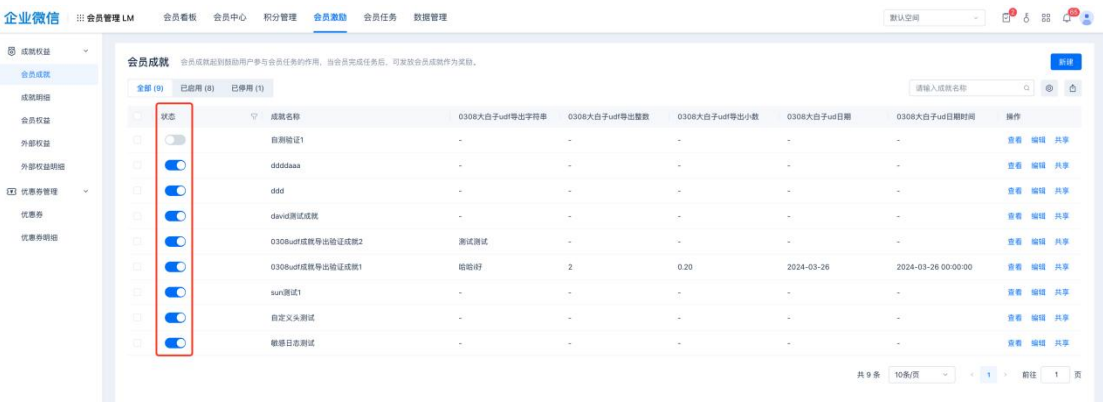 企业微信 会员管理 LM 会员看板 会员中心 积分管理 会员激励 会员任务 数据管理 默认空间 2 55
成就权益
会员成就
成就明细
会员权益
外部权益
外部权益明细
优惠券管理
优惠券
优惠券明细
会员成就 会员成就起到鼓励用户参与会员任务的作用，当会员完成任务后，可发放会员成就作为奖励。 新建
全部 (9) 已启用 (8) 已停用 (1) 请输入成就名称
状态 成就名称 0308大白子udf导出字符串 0308大白子udf导出整数 0308大白子udf导出小数 0308大白子ud日期 0308大白子ud日期时间 操作
自测验证1 - - - - - 查看 编辑 共享
ddddaaa - - - - - 查看 编辑 共享
ddd - - - - - 查看 编辑 共享
david测试成就 - - - - - 查看 编辑 共享
0308udf成就导出验证成就2 测试测试 - - - - 查看 编辑 共享
0308udf成就导出验证成就1 哈哈i好 2 0.20 2024-03-26 2024-03-26 00:00:00 查看 编辑 共享
sun测试1 - - - - - 查看 编辑 共享
自定义头测试 - - - - - 查看 编辑 共享
敏感日志测试 - - - - - 查看 编辑 共享
共 9 条 10条/页 1 前往 1 页